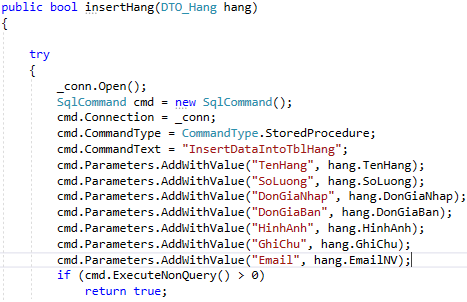 public bool insertHang(DTO_Hang hang)
{
try
{
_conn.Open();
SqlCommand cmd = new SqlCommand();
cmd.Connection = _conn;
cmd.CommandType = CommandType.StoredProcedure;
cmd.CommandText = "InsertDataIntoTblHang";
cmd.Parameters.AddWithValue("TenHang", hang.TenHang);
cmd.Parameters.AddWithValue("SoLuong", hang.SoLuong);
cmd.Parameters.AddWithValue("DonGiaNhap", hang.DonGiaNhap);
cmd.Parameters.AddWithValue("DonGiaBan", hang.DonGiaBan);
cmd.Parameters.AddWithValue("HinhAnh", hang.HinhAnh);
cmd.Parameters.AddWithValue("GhiChu", hang.GhiChu);
cmd.Parameters.AddWithValue("Email", hang.EmailNV);
if (cmd.ExecuteNonQuery() > 0)
return true;